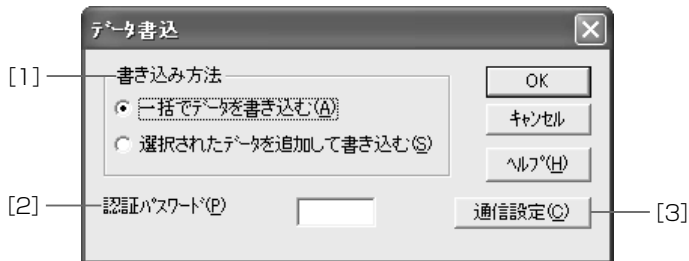 データ書込
[1]
書き込み方法
一括でデータを書き込む(A)
選択されたデータを追加して書き込む(S)
OK
キャンセル
ヘルプ(H)
[2]
認証パスワード(P)
通信設定(C)
[3]